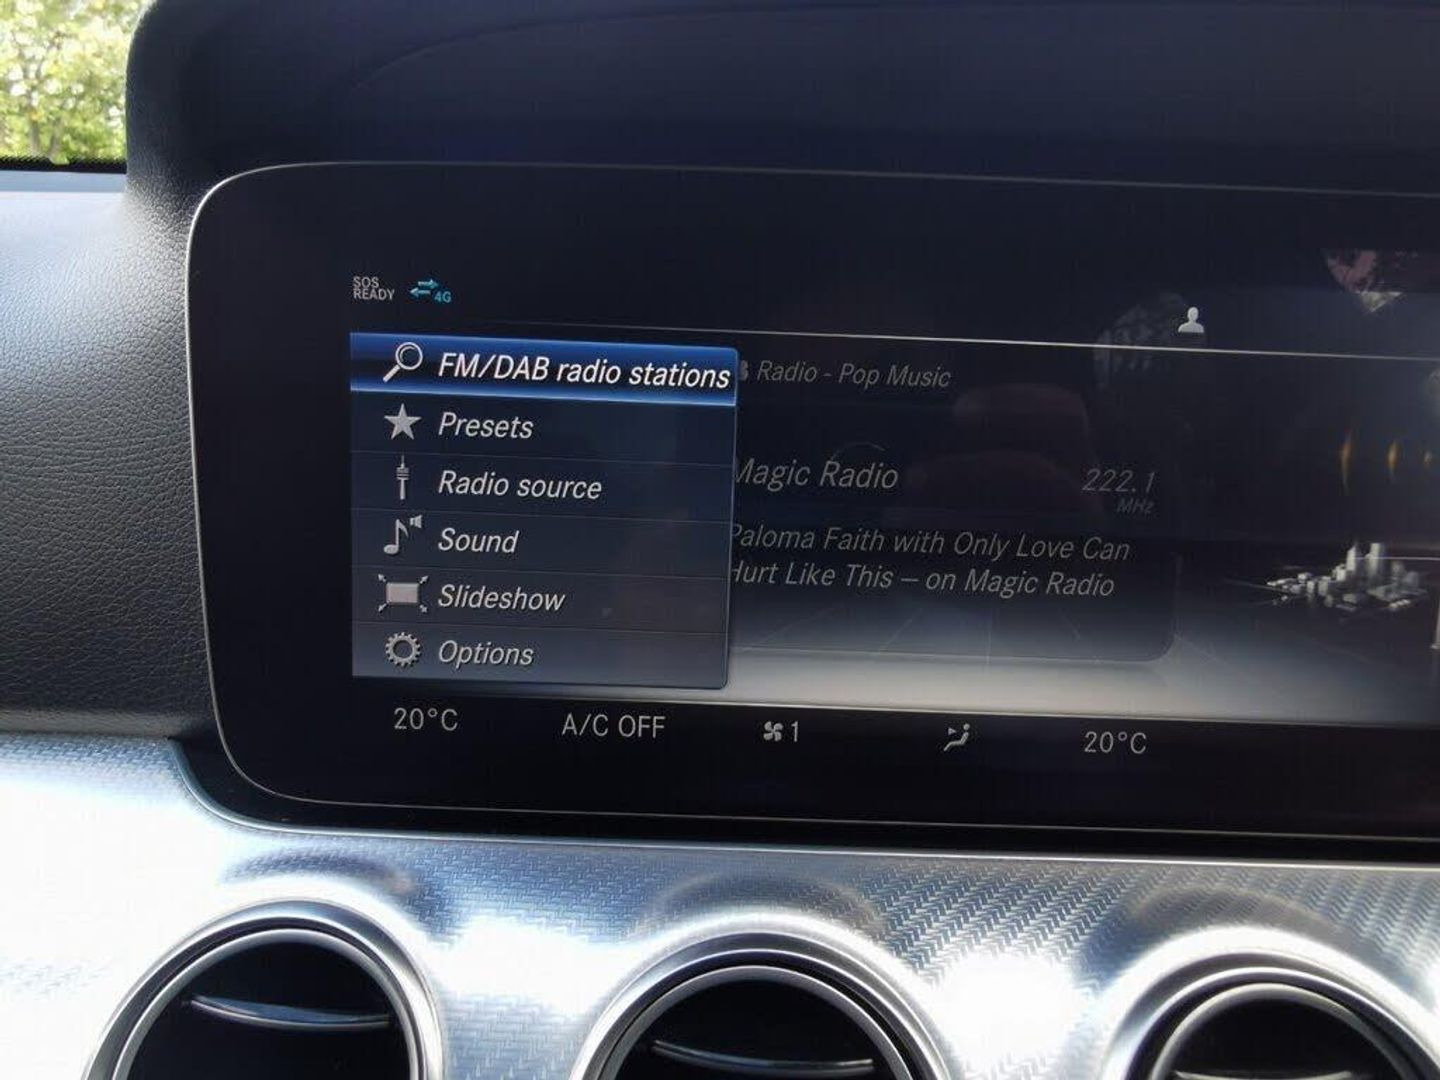 SOS
READY
4G
FM/DAB radio stations
Radio - Pop Music
Presets
Magic Radio
222.1
MHz
Radio source
Paloma Faith with Only Love Can
Hurt Like This – on Magic Radio
Sound
Slideshow
Options
20°C
A/C OFF
1
20°C